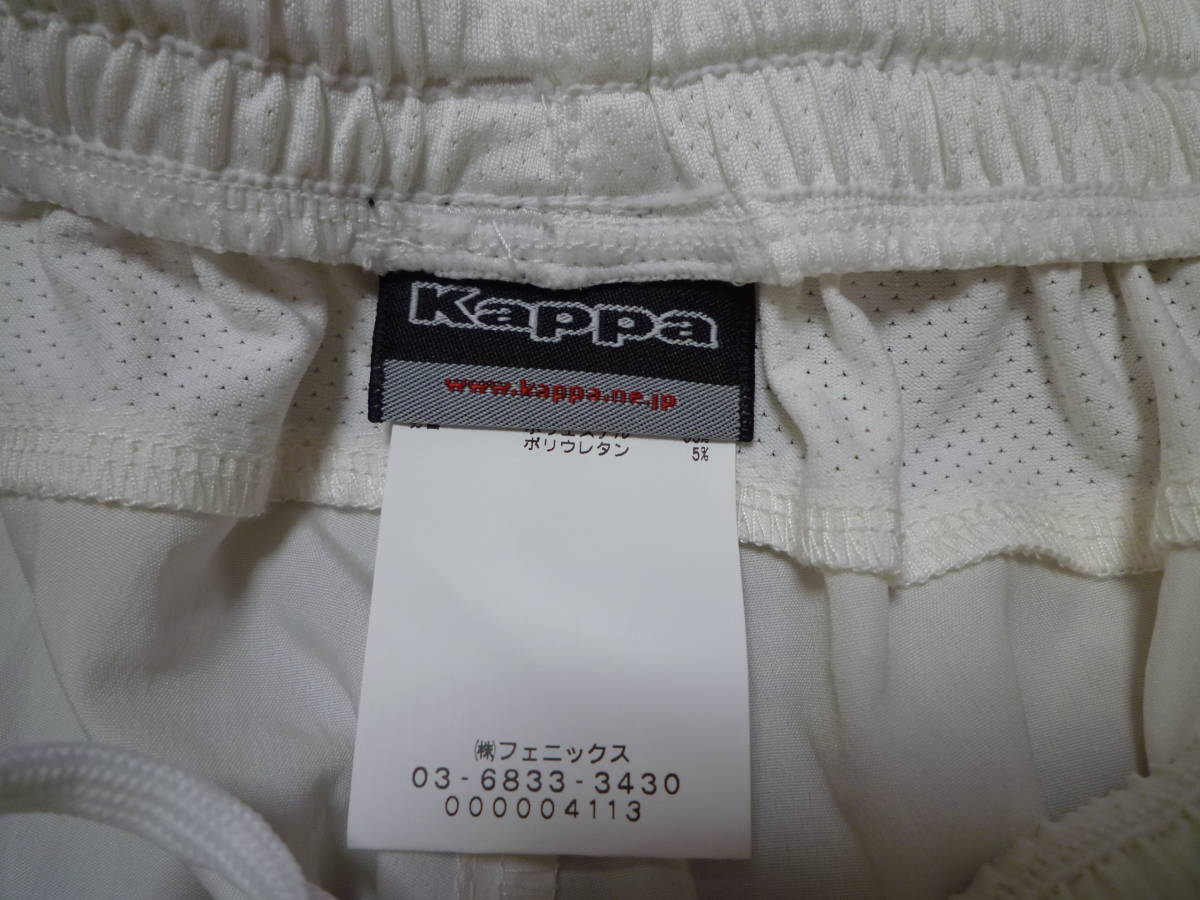 Kappa
www.kappa.ne.jp
ポリウレタン 5%
㈱フェニックス
03-6833-3430
000004113